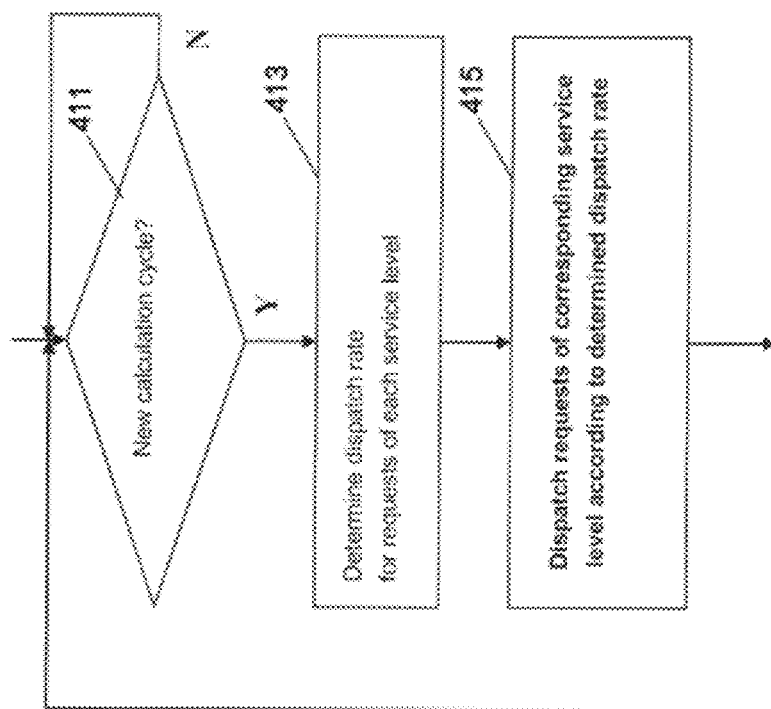 411
New calculation cycle?
N
Y
413
Determine dispatch rate
for requests of each service level
415
Dispatch requests of corresponding service
level according to determined dispatch rate